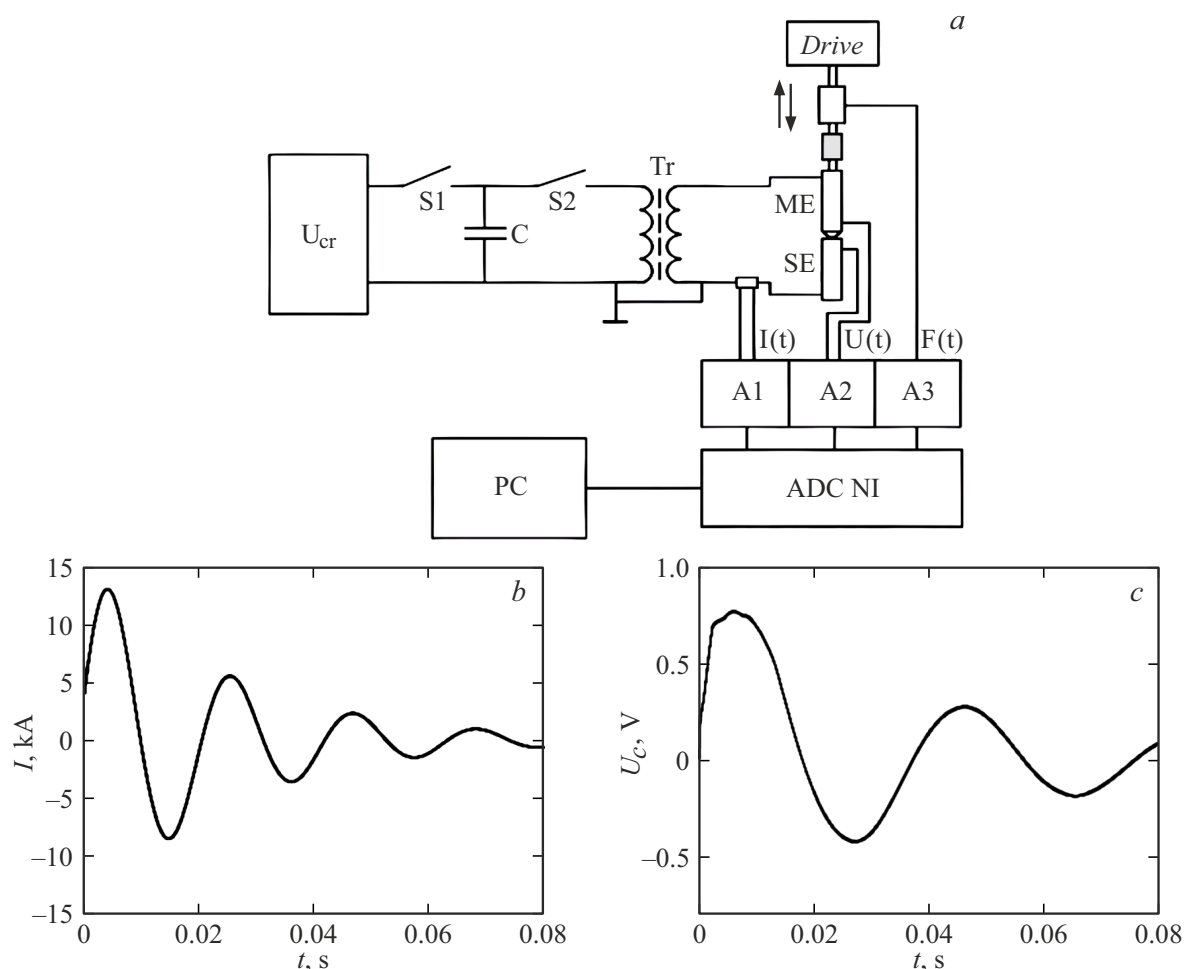 a
Drive
Tr
S1
S2
ME
U_cr
C
SE
I(t)
U(t)
F(t)
A1
A2
A3
PC
ADC NI
b
15
10
5
0
–5
–10
–15
I, kA
0
0.02
0.04
0.06
0.08
t, s
c
1.0
0.5
0
–0.5
U_c, V
0
0.02
0.04
0.06
0.08
t, s